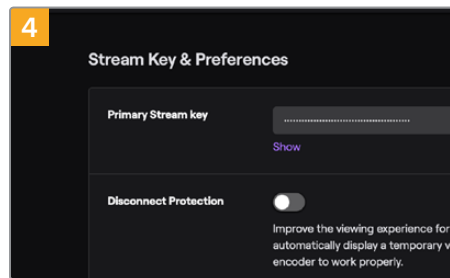 4
Stream Key & Preferences
Primary Stream key
Show
Disconnect Protection
Improve the viewing experience for
automatically display a temporary
encoder to work properly.